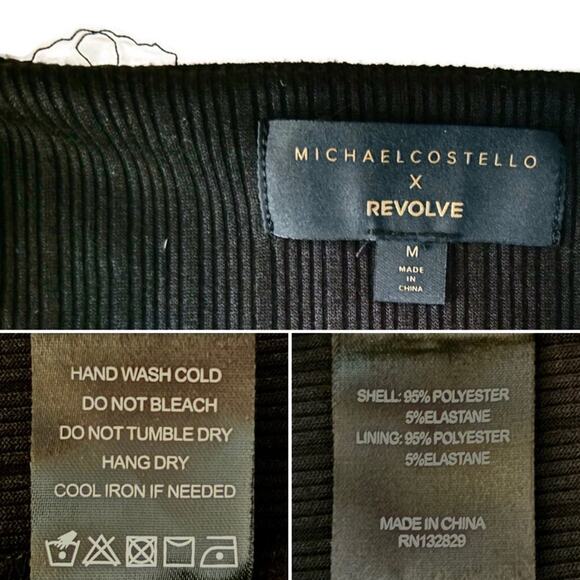 MICHAELCOSTELLO
X
REVOLVE
M
MADE
IN
CHINA
HAND WASH COLD
DO NOT BLEACH
DO NOT TUMBLE DRY
HANG DRY
COOL IRON IF NEEDED
SHELL: 95% POLYESTER
5%ELASTANE
LINING: 95% POLYESTER
5%ELASTANE
MADE IN CHINA
RN132829